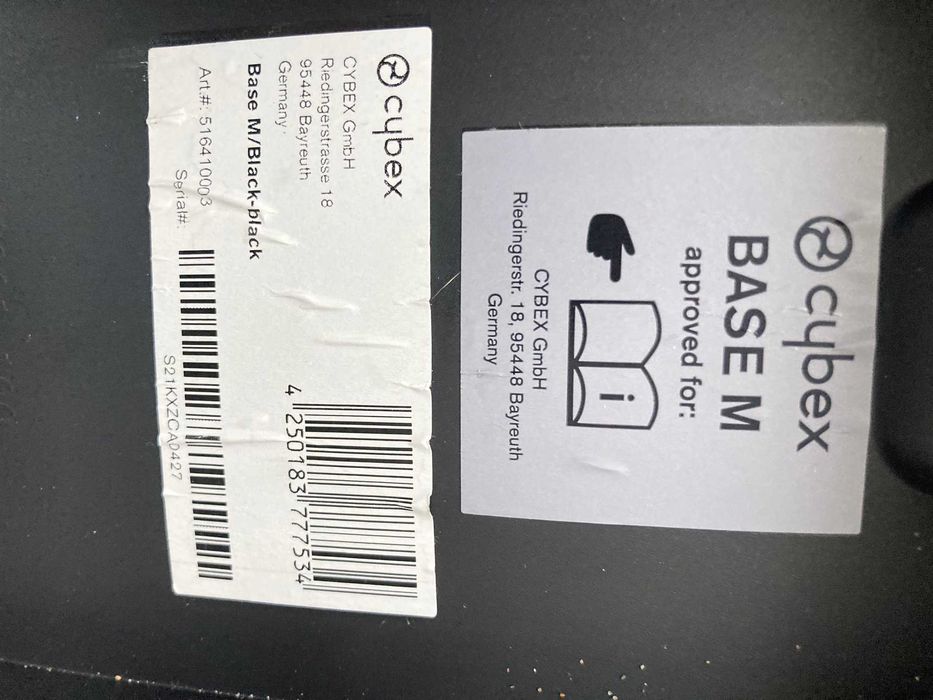 cybex
CYBEX GmbH
Riedingerstrasse 18
95448 Bayreuth
Germany
Base M/Black-black
Art.#: 516410003
Serial#:
S21KXZCA0427
4 250183 777534
cybex
BASE M
approved for:
i
CYBEX GmbH
Riedingerstr. 18, 95448 Bayreuth
Germany